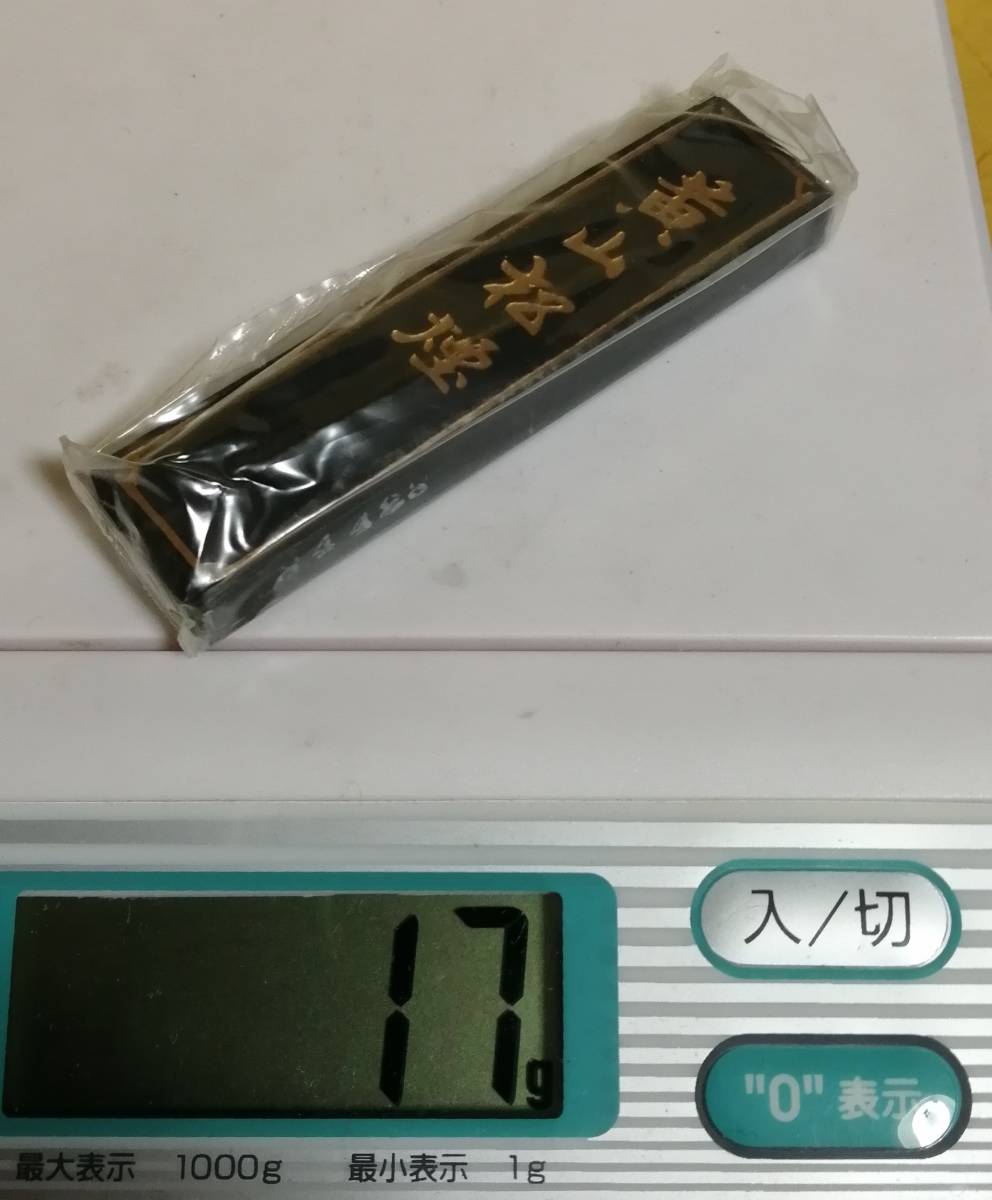 黄山松煙
17g
入/切
"0" 表示
最大表示 1000g 最小表示 1g